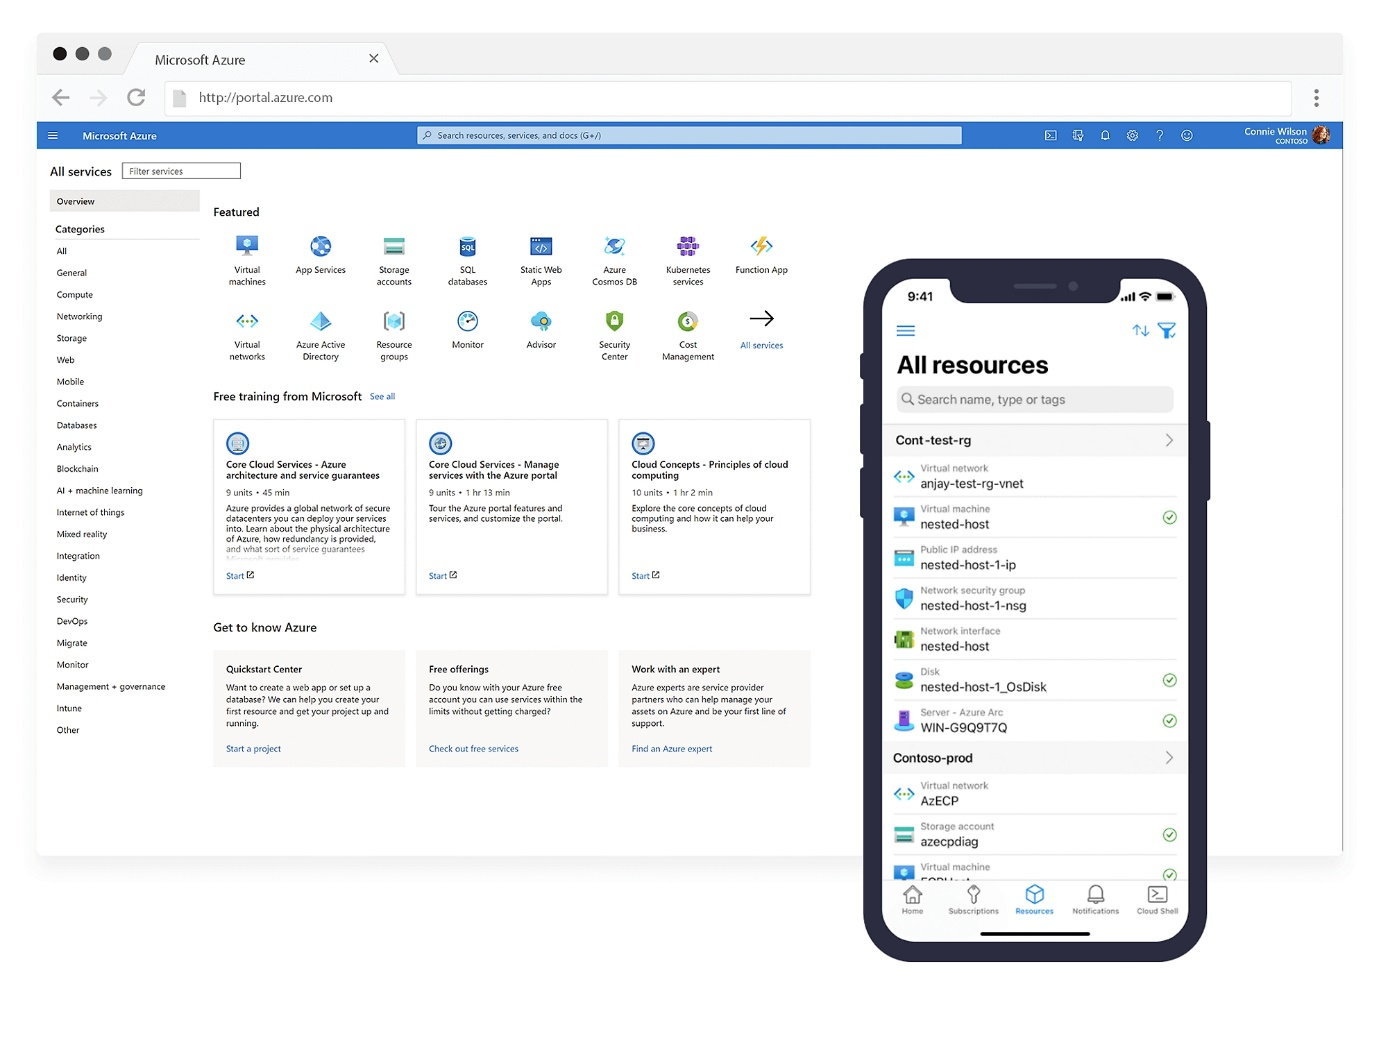 Microsoft Azure
http://portal.azure.com
Microsoft Azure
Search resources, services, and docs (G+/)
Connie Wilson
CONTOSO
All services
Filter services
Overview
Categories
All
General
Compute
Networking
Storage
Web
Mobile
Containers
Databases
Analytics
Blockchain
AI + machine learning
Internet of things
Mixed reality
Integration
Identity
Security
DevOps
Migrate
Monitor
Management + governance
Intune
Other
Featured
Virtual
machines
App Services
Storage
accounts
SQL
SQL
databases
Static Web
Apps
Azure
Cosmos DB
Kubernetes
services
Function App
Virtual
networks
Azure Active
Directory
Resource
groups
Monitor
Advisor
Security
Center
Cost
Management
All services
Free training from Microsoft
See all
Core Cloud Services - Azure
architecture and service guarantees
9 units • 45 min
Azure provides a global network of secure
datacenters you can deploy your services
into. Learn about the physical architecture
of Azure, how redundancy is provided,
and what sort of service guarantees
Start
Core Cloud Services - Manage
services with the Azure portal
9 units • 1 hr 13 min
Tour the Azure portal features and
services, and customize the portal.
Start
Cloud Concepts - Principles of cloud
computing
10 units • 1 hr 2 min
Explore the core concepts of cloud
computing and how it can help your
business.
Start
Get to know Azure
Quickstart Center
Want to create a web app or set up a
database? We can help you create your
first resource and get your project up and
running.
Start a project
Free offerings
Do you know with your Azure free
account you can use services within the
limits without getting charged?
Check out free services
Work with an expert
Azure experts are service provider
partners who can help manage your
assets on Azure and be your first line of
support.
Find an Azure expert
9:41
All resources
Search name, type or tags
Cont-test-rg
Virtual network
anjay-test-rg-vnet
Virtual machine
nested-host
Public IP address
nested-host-1-ip
Network security group
nested-host-1-nsg
Network interface
nested-host
Disk
nested-host-1_OsDisk
Server - Azure Arc
WIN-G9Q9T7Q
Contoso-prod
Virtual network
AzECP
Storage account
azecpdiag
Virtual machine
Home
Subscriptions
Resources
Notifications
Cloud Shell